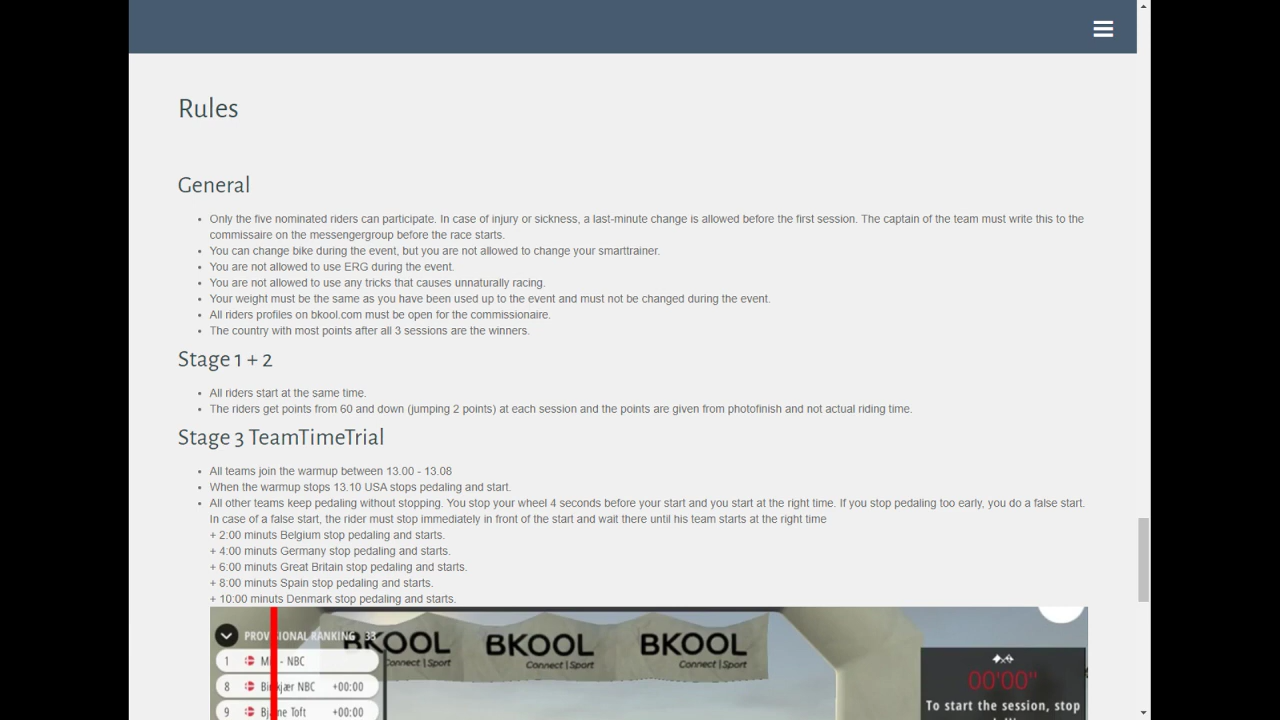 Rules
General
Only the five nominated riders can participate. In case of injury or sickness, a last-minute change is allowed before the first session. The captain of the team must write this to the
commissaire on the messengergroup before the race starts.
You can change bike during the event, but you are not allowed to change your smarttrainer.
You are not allowed to use ERG during the event.
You are not allowed to use any tricks that causes unnaturally racing.
Your weight must be the same as you have been used up to the event and must not be changed during the event.
All riders profiles on bkool.com must be open for the commissionaire.
The country with most points after all 3 sessions are the winners.
Stage 1 + 2
All riders start at the same time.
The riders get points from 60 and down (jumping 2 points) at each session and the points are given from photofinish and not actual riding time.
Stage 3 TeamTimeTrial
All teams join the warmup between 13.00 - 13.08
When the warmup stops 13.10 USA stops pedaling and start.
All other teams keep pedaling without stopping. You stop your wheel 4 seconds before your start and you start at the right time. If you stop pedaling too early, you do a false start.
In case of a false start, the rider must stop immediately in front of the start and wait there until his team starts at the right time
+ 2:00 minuts Belgium stop pedaling and starts.
+ 4:00 minuts Germany stop pedaling and starts.
+ 6:00 minuts Great Britain stop pedaling and starts.
+ 8:00 minuts Spain stop pedaling and starts.
+ 10:00 minuts Denmark stop pedaling and starts.
PROVISIONAL RANKING 33
BKOOL BKOOL BKOOL
Connect | Sport Connect | Sport Connect | Sport
1 - NBC
8 NBC +00:00
9 Toft +00:00
00'00"
To start the session, stop